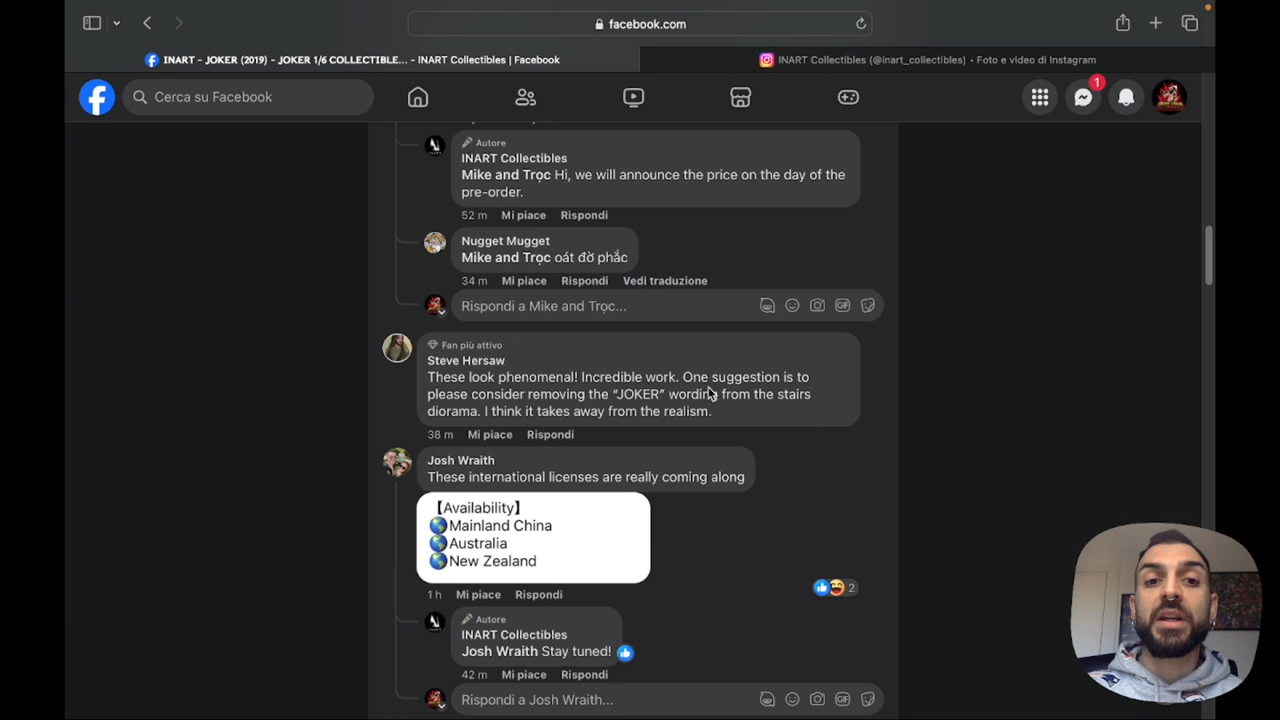 facebook.com
INART - JOKER (2019) - JOKER 1/6 COLLECTIBLE... - INART Collectibles | Facebook
INART Collectibles (@inart_collectibles) • Foto e video di Instagram
Cerca su Facebook
1
Autore
INART Collectibles
Mike and Trọc Hi, we will announce the price on the day of the
pre-order.
52 m Mi piace Rispondi
Nugget Mugget
Mike and Trọc oát đờ phắc
34 m Mi piace Rispondi Vedi traduzione
Rispondi a Mike and Trọc...
GIF
Fan più attivo
Steve Hersaw
These look phenomenal! Incredible work. One suggestion is to
please consider removing the “JOKER” wording from the stairs
diorama. I think it takes away from the realism.
38 m Mi piace Rispondi
Josh Wraith
These international licenses are really coming along
【Availability】
Mainland China
Australia
New Zealand
2
1 h Mi piace Rispondi
Autore
INART Collectibles
Josh Wraith Stay tuned!
42 m Mi piace Rispondi
Rispondi a Josh Wraith...
GIF